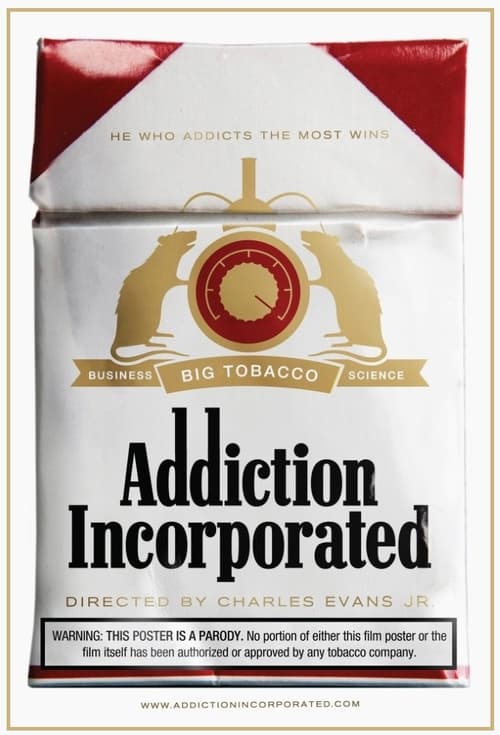 HE WHO ADDICTS THE MOST WINS
BUSINESS BIG TOBACCO SCIENCE
Addiction
Incorporated
DIRECTED BY CHARLES EVANS JR.
WARNING: THIS POSTER IS A PARODY. No portion of either this film poster or the
film itself has been authorized or approved by any tobacco company.
WWW.ADDICTIONINCORPORATED.COM